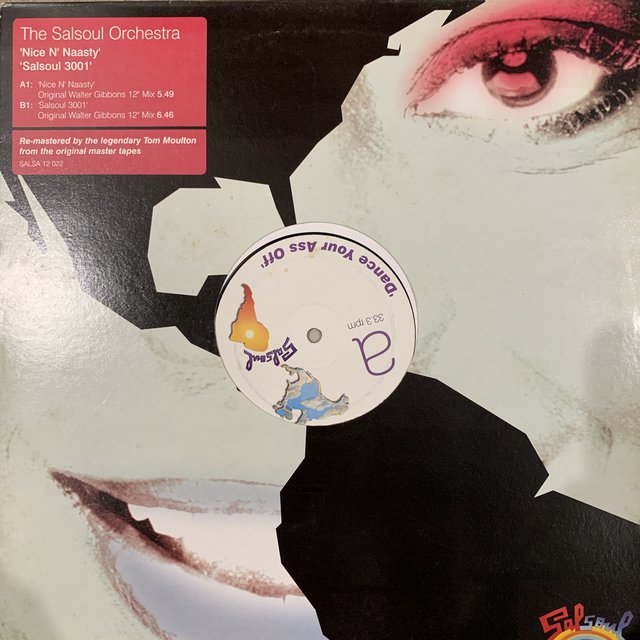 The Salsoul Orchestra
'Nice N' Naasty'
'Salsoul 3001'
A1: 'Nice N' Naasty'
Original Walter Gibbons 12" Mix 5.49
B1: 'Salsoul 3001'
Original Walter Gibbons 12" Mix 6.46
Re-mastered by the legendary Tom Moulton
from the original master tapes
SALSA 12 022
'Dance Your Ass Off'
33.3 rpm
a
Salsoul
Salsoul